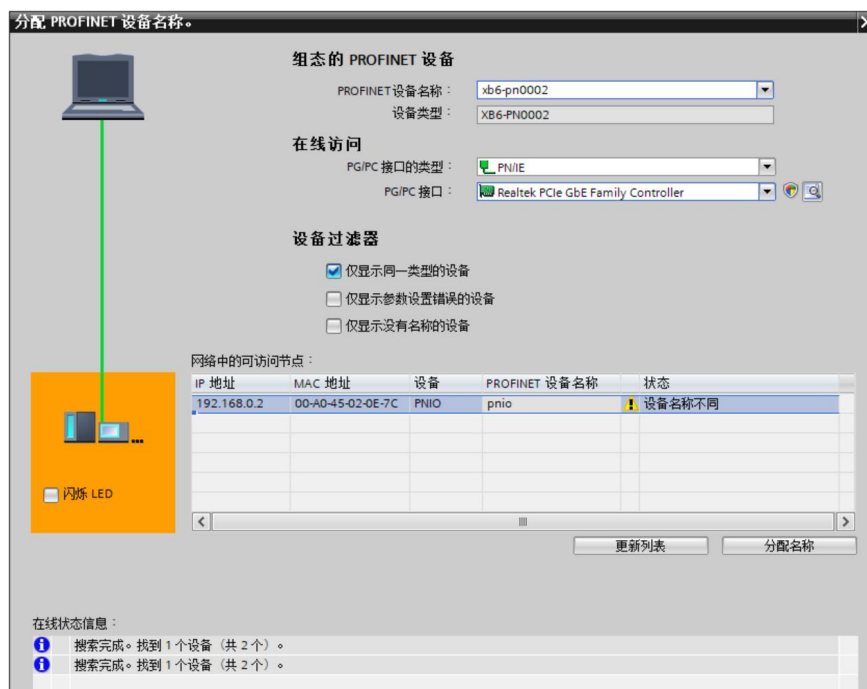 分配 PROFINET 设备名称。
组态的 PROFINET 设备
PROFINET设备名称： xb6-pn0002
设备类型： XB6-PN0002
在线访问
PG/PC 接口的类型： PN/IE
PG/PC 接口： Realtek PCIe GbE Family Controller
设备过滤器
仅显示同一类型的设备
仅显示参数设置错误的设备
仅显示没有名称的设备
网络中的可访问节点：
IP 地址 MAC 地址 设备 PROFINET 设备名称 状态
192.168.0.2 00-A0-45-02-0E-7C PNIO pnio 设备名称不同
闪烁 LED
更新列表 分配名称
在线状态信息：
搜索完成。找到 1 个设备（共 2 个）。
搜索完成。找到 1 个设备（共 2 个）。